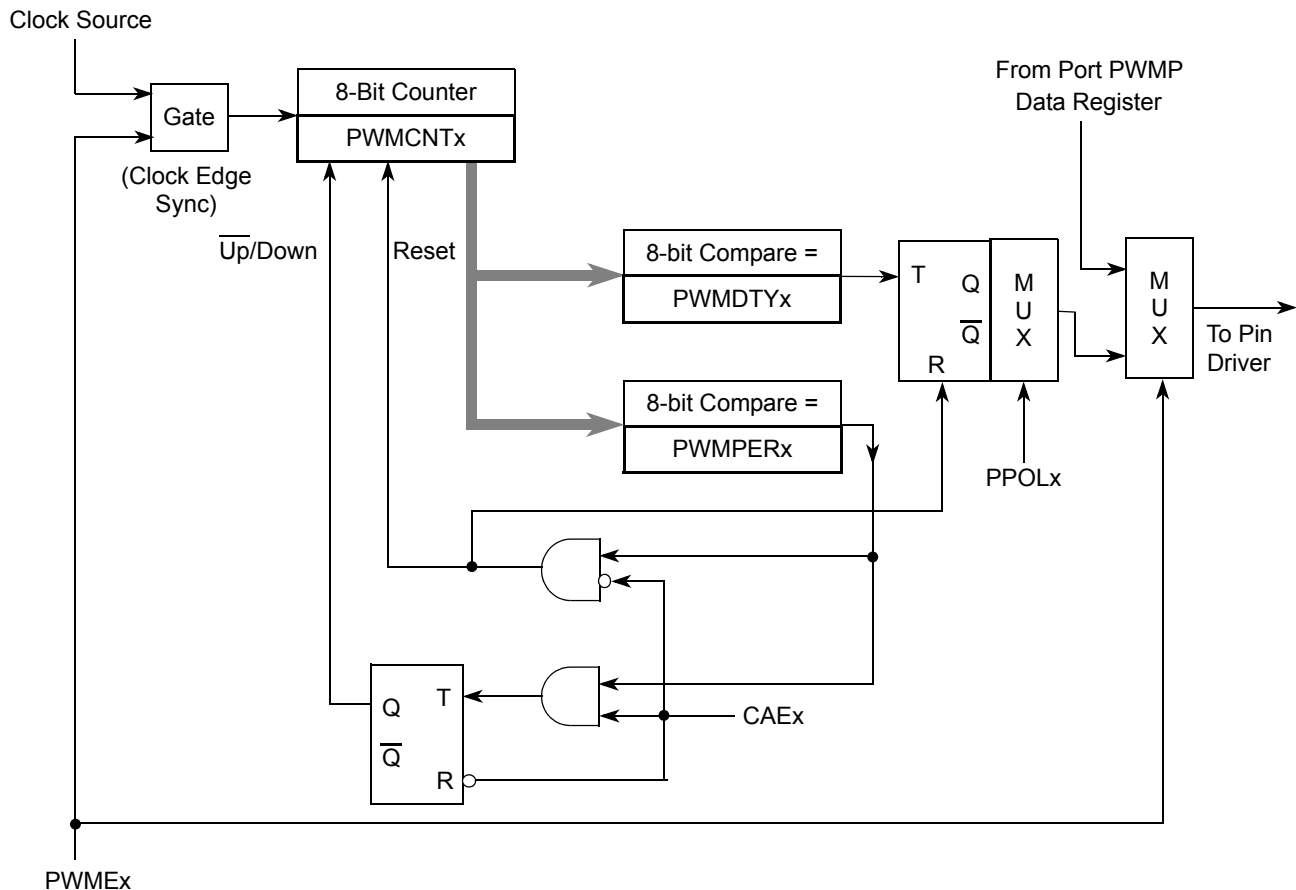 Clock Source
8-Bit Counter
PWMCNTx
Gate
(Clock Edge
Sync)
From Port PWMP
Data Register
U̅p̅/Down
Reset
8-bit Compare =
PWMDTYx
T
Q
Q̅
R
M
U
X
M
U
X
To Pin
Driver
8-bit Compare =
PWMPERx
PPOLx
Q
T
Q̅
R
CAEx
PWMEx